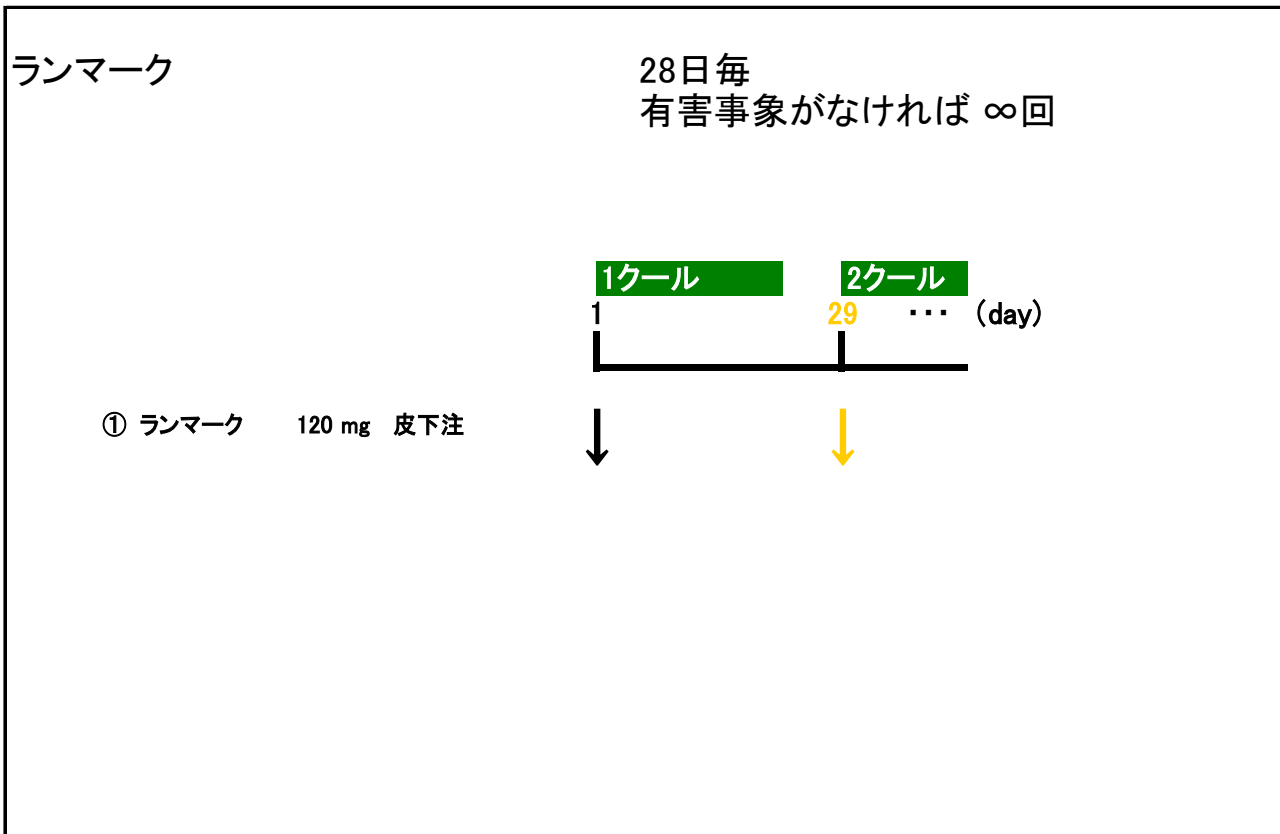 ランマーク
28日毎
有害事象がなければ ∞回
1クール 2クール
1 29 ・・・ (day)
① ランマーク 120 mg 皮下注